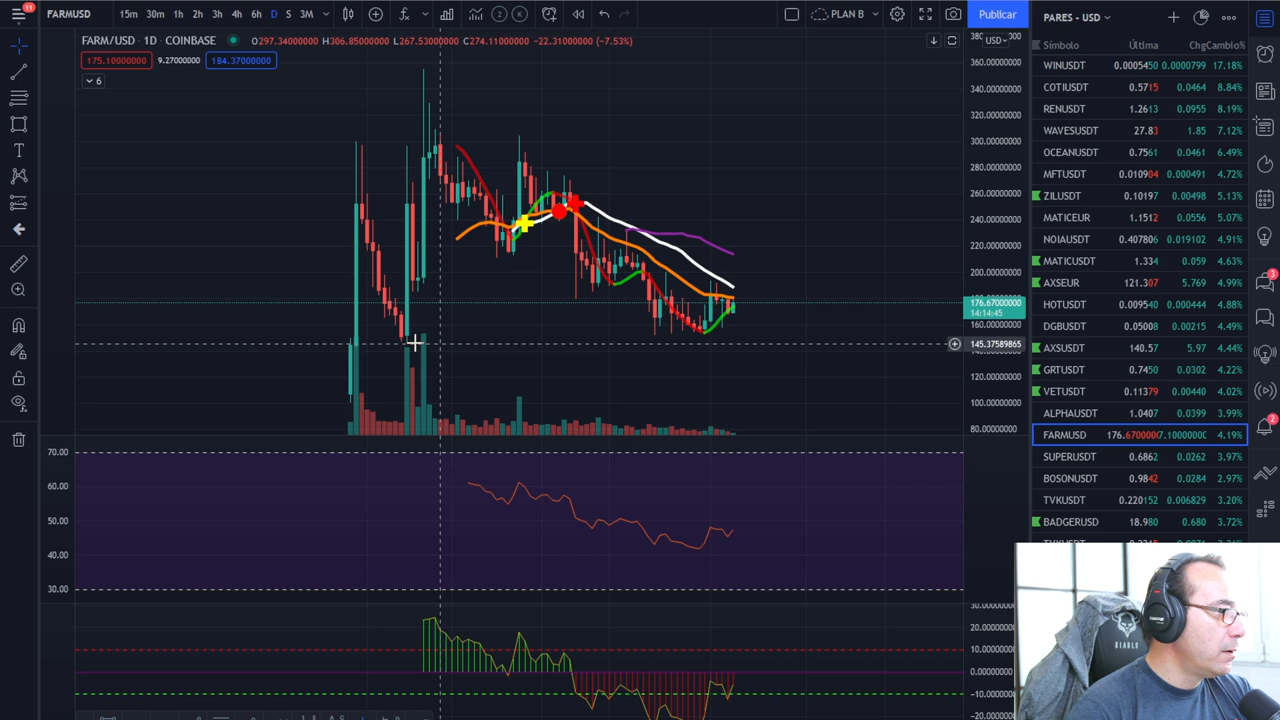 11
FARMUSD 15m 30m 1h 2h 3h 4h 6h D S 3M 2 K PLAN B Publicar
FARM/USD · 1D · COINBASE O297.34000000 H306.85000000 L267.53000000 C274.11000000 −22.31000000 (−7.53%)
175.10000000 9.27000000 184.37000000
6
USD
360.00000000
340.00000000
320.00000000
300.00000000
280.00000000
260.00000000
240.00000000
220.00000000
200.00000000
176.67000000
14:14:45
160.00000000
145.37589865
120.00000000
100.00000000
80.00000000
70.00
60.00
50.00
40.00
30.00
30.00000000
20.00000000
10.00000000
0.00000000
-10.00000000
-20.00000000
PARES - USD
Símbolo Última Chg Cambio%
WINUSDT 0.0005450 0.0000799 17.18%
COTIUSDT 0.5715 0.0464 8.84%
RENUSDT 1.2613 0.0955 8.19%
WAVESUSDT 27.83 1.85 7.12%
OCEANUSDT 0.7561 0.0461 6.49%
MFTUSDT 0.010904 0.000491 4.72%
ZILUSDT 0.10197 0.00498 5.13%
MATICEUR 1.1512 0.0556 5.07%
NOIAUSDT 0.407806 0.019102 4.91%
MATICUSDT 1.334 0.059 4.63%
AXSEUR 121.307 5.769 4.99%
HOTUSDT 0.009540 0.000444 4.88%
DGBUSDT 0.05008 0.00215 4.49%
AXSUSDT 140.57 5.97 4.44%
GRTUSDT 0.7450 0.0302 4.22%
VETUSDT 0.11379 0.00440 4.02%
ALPHAUSDT 1.0407 0.0399 3.99%
FARMUSD 176.67000000 7.10000000 4.19%
SUPERUSDT 0.6862 0.0262 3.97%
BOSONUSDT 0.9842 0.0284 2.97%
TVKUSDT 0.220152 0.006829 3.20%
BADGERUSD 18.980 0.680 3.72%
3
2
DIABLO